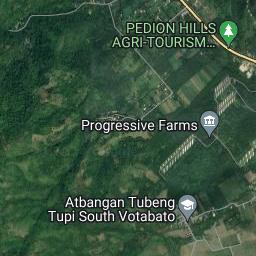 PEDION HILLS
AGRI-TOURISM...
Progressive Farms
Atbangan Tubeng
Tupi South Votabato